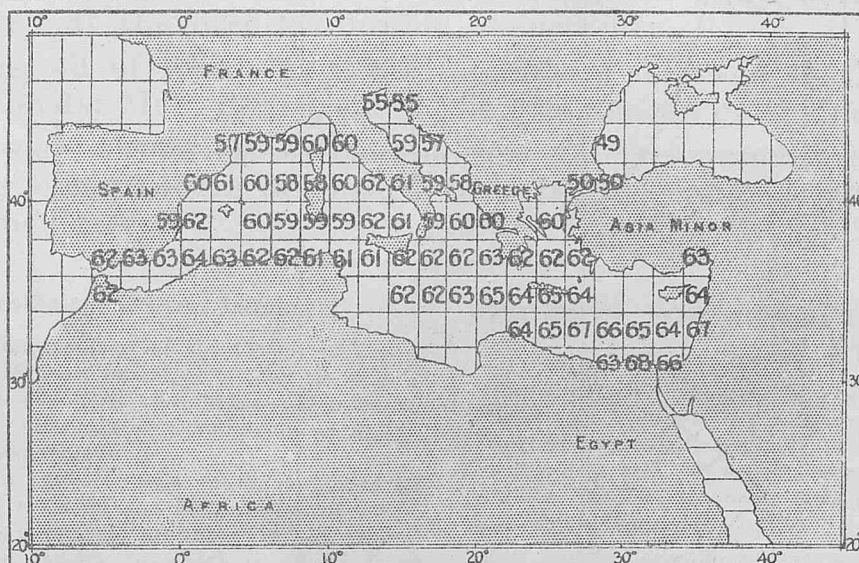 10° 0° 10° 20° 30° 40°
FRANCE
55 55
57 59 59 60 60 59 57 49
SPAIN 60 61 60 58 58 60 62 61 59 58 GREECE 50 50
40° 40°
59 62 60 59 59 59 62 61 59 60 60 60 ASIA MINOR
62 63 63 64 63 62 62 61 61 61 62 62 62 63 62 62 62 63
62 62 62 63 65 64 65 64 64
64 65 67 66 65 64 67
63 68 66
30° 30°
EGYPT
AFRICA
20° 20°
10° 0° 10° 20° 30° 40°